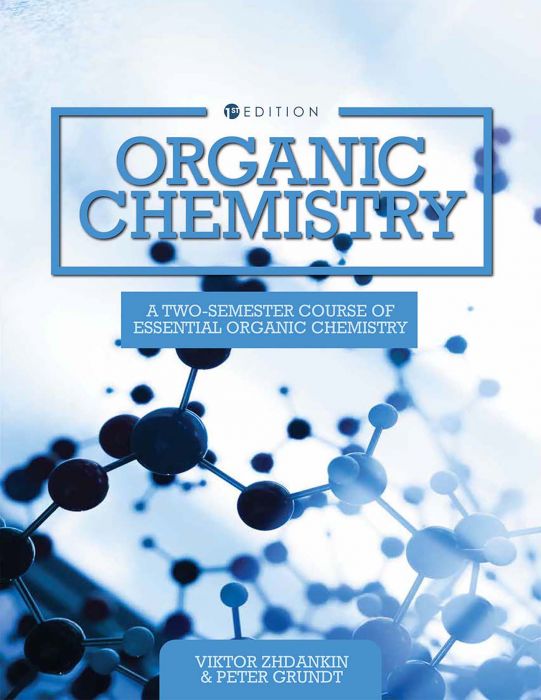 1ST EDITION
ORGANIC
CHEMISTRY
A TWO-SEMESTER COURSE OF
ESSENTIAL ORGANIC CHEMISTRY
VIKTOR ZHDANKIN
& PETER GRUNDT